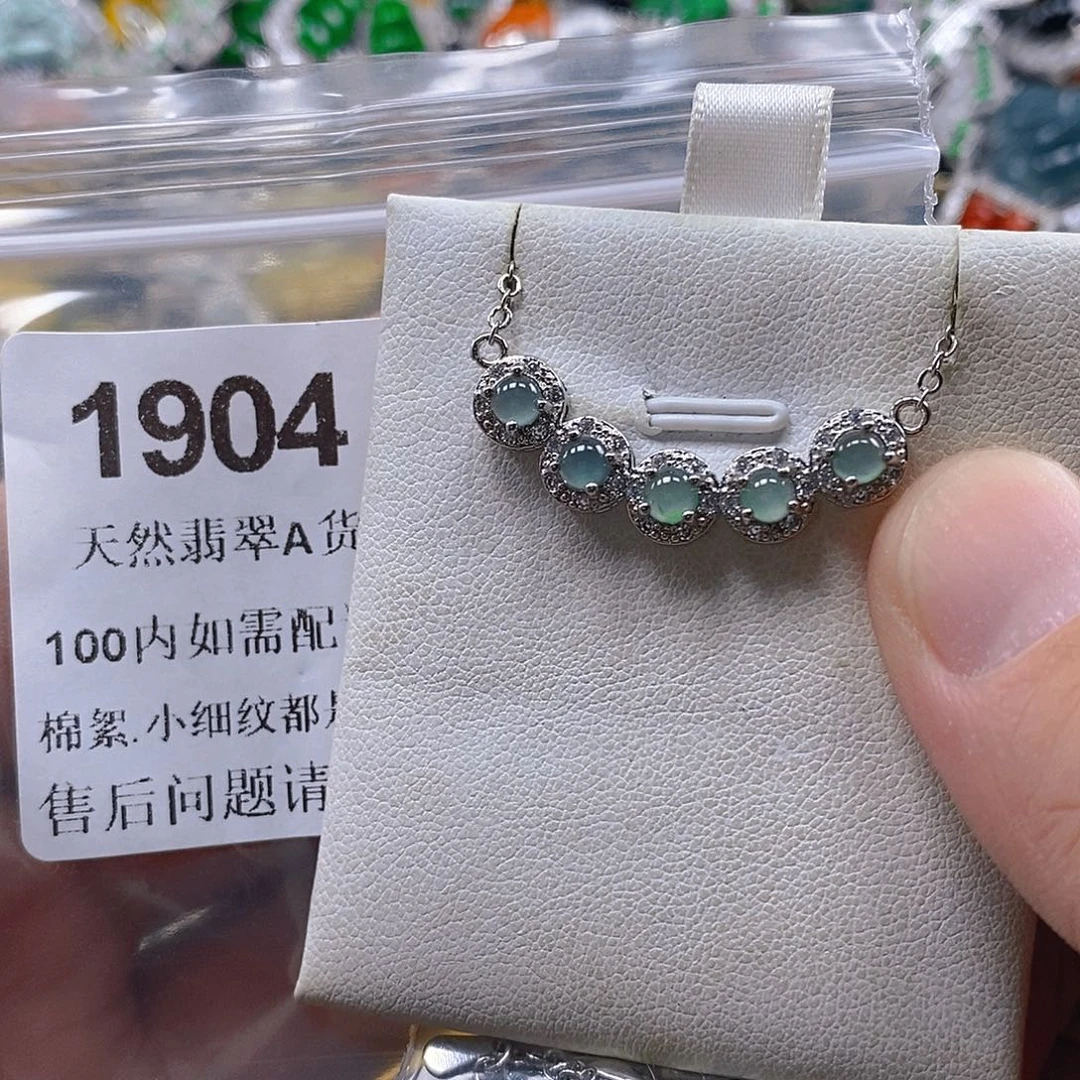 1904
天然翡翠A货
100内如需配
棉絮.小细纹都
售后问题请